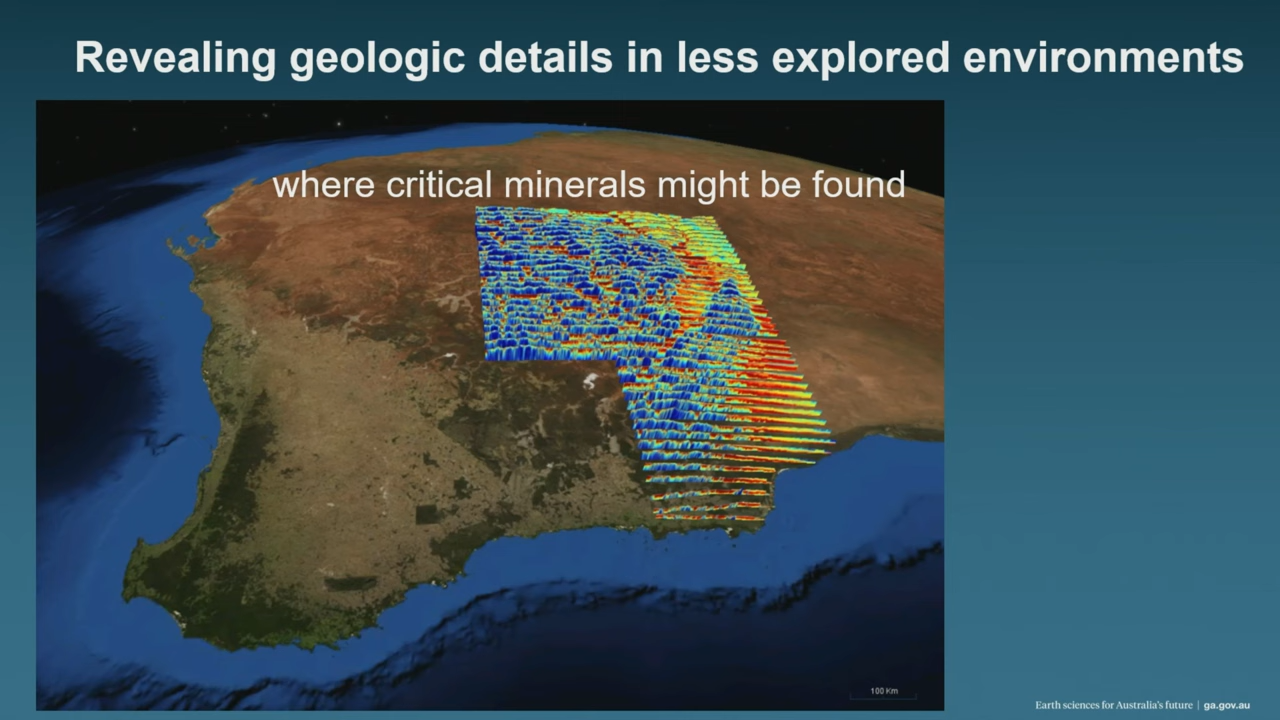 Revealing geologic details in less explored environments
where critical minerals might be found
100 Km
Earth sciences for Australia's future | ga.gov.au